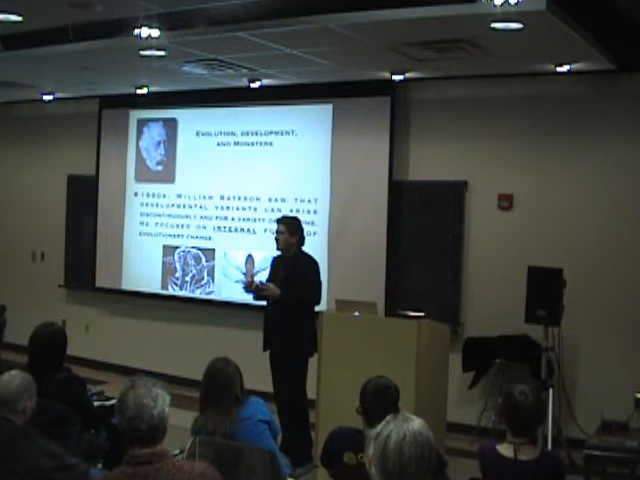 EVOLUTION, DEVELOPMENT,
AND MONSTERS
WILLIAM BATESON SAW THAT
DEVELOPMENTAL VARIANTS CAN ARISE
DISCONTINUOUSLY AND FOR A VARIETY OF
HE FOCUSED ON INTERNAL OF
EVOLUTIONARY CHANGE.